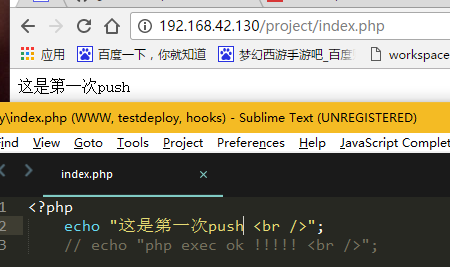 192.168.42.130/project/index.php
应用 百度一下，你就知道 梦幻西游手游吧_百度 workspace
这是第一次push
y\index.php (WWW, testdeploy, hooks) - Sublime Text (UNREGISTERED)
Find View Goto Tools Project Preferences Help JavaScript Complet
index.php ×
1 <?php
2 echo "这是第一次push <br />";
3 // echo "php exec ok !!!!! <br />";